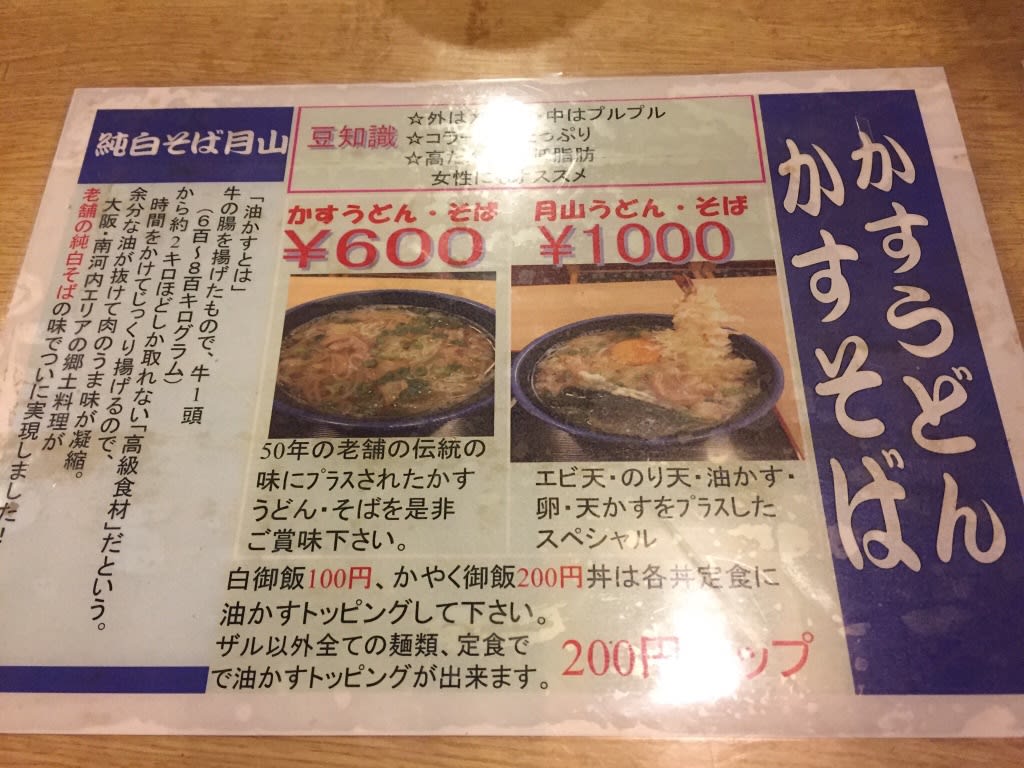 かすうどん
かすそば
豆知識
☆外は 中はプルプル
☆コラ っぷり
☆高た 脂肪
女性に ススメ
純白そば月山
「油かすとは」
牛の腸を揚げたもので、牛1頭
(6百~8百キログラム)
から約2キロほどしか取れない「高級食材」だという。
時間をかけてじっくり揚げるので、
余分な油が抜けて肉のうま味が凝縮。
大阪・南河内エリアの郷土料理が
老舗の純白そばの味でついに実現しました!
かすうどん・そば
¥600
月山うどん・そば
¥1000
50年の老舗の伝統の
味にプラスされたかす
うどん・そばを是非
ご賞味下さい。
エビ天・のり天・油かす・
卵・天かすをプラスした
スペシャル
白御飯100円、かやく御飯200円丼は各丼定食に
油かすトッピングして下さい。
ザル以外全ての麺類、定食で
で油かすトッピングが出来ます。
200円 ップ